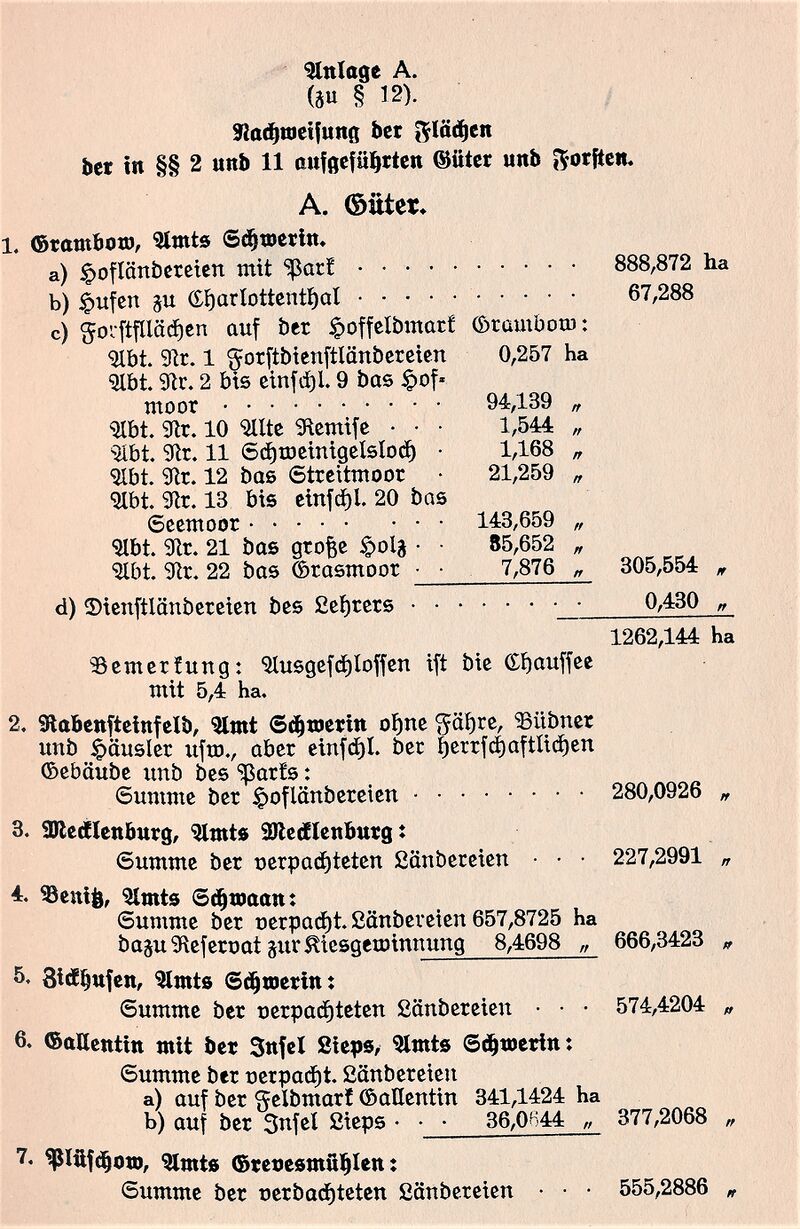 Anlage A.
(zu § 12).
Nachweisung der Flächen
der in §§ 2 und 11 aufgeführten Güter und Forsten.
A. Güter.
1. Grambow, Amts Schwerin.
a) Hofländereien mit Park · · · · · · · · · · 888,872 ha
b) Hufen zu Charlottenthal · · · · · · · · · · 67,288
c) Forstfllächen auf der Hoffeldmark Grambow:
Abt. Nr. 1 Forstdienstländereien 0,257 ha
Abt. Nr. 2 bis einschl. 9 das Hof-
moor · · · · · · · · · · 94,139 „
Abt. Nr. 10 Alte Remise · · · 1,544 „
Abt. Nr. 11 Schweinigelsloch · 1,168 „
Abt. Nr. 12 das Streitmoor · 21,259 „
Abt. Nr. 13 bis einschl. 20 das
Seemoor · · · · · · · · 143,659 „
Abt. Nr. 21 das große Holz · · 35,652 „
Abt. Nr. 22 das Grasmoor · · 7,876 „ 305,554 „
d) Dienstländereien des Lehrers · · · · · · · · 0,430 „
1262,144 ha
Bemerkung: Ausgeschlossen ist die Chaussee
mit 5,4 ha.
2. Rabensteinfeld, Amt Schwerin ohne Fähre, Büdner
und Häusler usw., aber einschl. der herrschaftlichen
Gebäude und des Parks:
Summe der Hofländereien · · · · · · · · 280,0926 „
3. Mecklenburg, Amts Mecklenburg:
Summe der verpachteten Ländereien · · · 227,2991 „
4. Benitz, Amts Schwaan:
Summe der verpacht. Ländereien 657,8725 ha
dazu Reservat zur Kiesgewinnung 8,4698 „ 666,3423 „
5. Zickhusen, Amts Schwerin:
Summe der verpachteten Ländereien · · · 574,4204 „
6. Gallentin mit der Insel Lieps, Amts Schwerin:
Summe der verpacht. Ländereien
a) auf der Feldmark Gallentin 341,1424 ha
b) auf der Insel Lieps · · · 36,0644 „ 377,2068 „
7. Plüschow, Amts Grevesmühlen:
Summe der verdachteten Ländereien · · · 555,2886 „